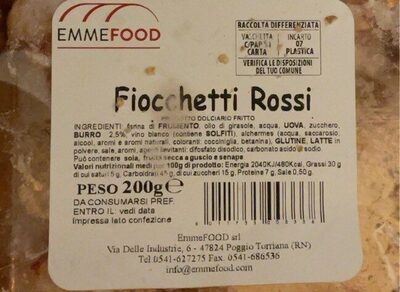 EMMEFOOD
RACCOLTA DIFFERENZIATA
VASCHETTA INCARTO
C/PAP 07
CARTA PLASTICA
VERIFICA LE DISPOSIZIONI
DEL TUO COMUNE
Fiocchetti Rossi
DOLCIARIO FRITTO
INGREDIENTI: farina di FRUMENTO, olio di girasole, acqua, UOVA, zucchero,
BURRO 2,5%, vino bianco (contiene SOLFITI), alchermes (acqua, saccarosio,
alcool, aromi e aromi naturali, coloranti: cocciniglia, betanina), GLUTINE, LATTE in
polvere, sale, aromi, agenti lievitanti: difosfato disodico, carbonato acido di sodio.
Può contenere soia, frutta secca a guscio e senape
Valori nutrizionali medi per 100g di prodotto: Energia 2040KJ/480Kcal, Grassi 30 g
di cui saturi 5g, Carboidrati 45 g, di cui zuccheri 15 g, Proteine 7 g, Sale 0,50 g.
PESO 200g e
DA CONSUMARSI PREF.
ENTRO IL: vedi data
Impressa lato confezione
EmmeFOOD srl
Via Delle Industrie, 6 - 47824 Poggio Torriana (RN)
Tel 0541-627275 Fax. 0541-686536
info@emmefood.com